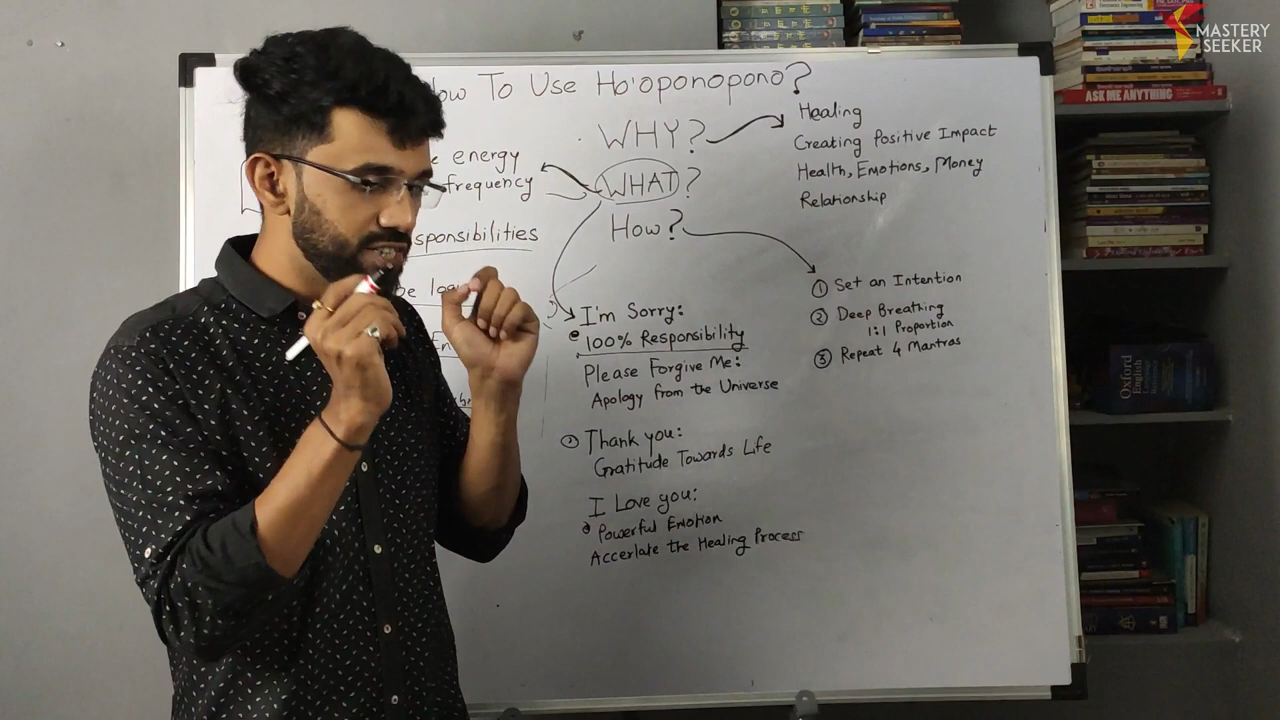 MASTERY
SEEKER
ASK ME ANYTHING
Oxford
English
How To Use Ho'oponopono?
WHY?
Healing
Creating Positive Impact
Health, Emotions, Money
Relationship
energy
frequency
WHAT?
sponsibilities
How?
be
① Set an Intention
② Deep Breathing
1:1 Proportion
③ Repeat 4 Mantras
I'm Sorry:
100% Responsibility
Please Forgive Me:
Apology from the Universe
Thank you:
Gratitude Towards Life
I Love you:
Powerful Emotion
Accerlate the Healing Process